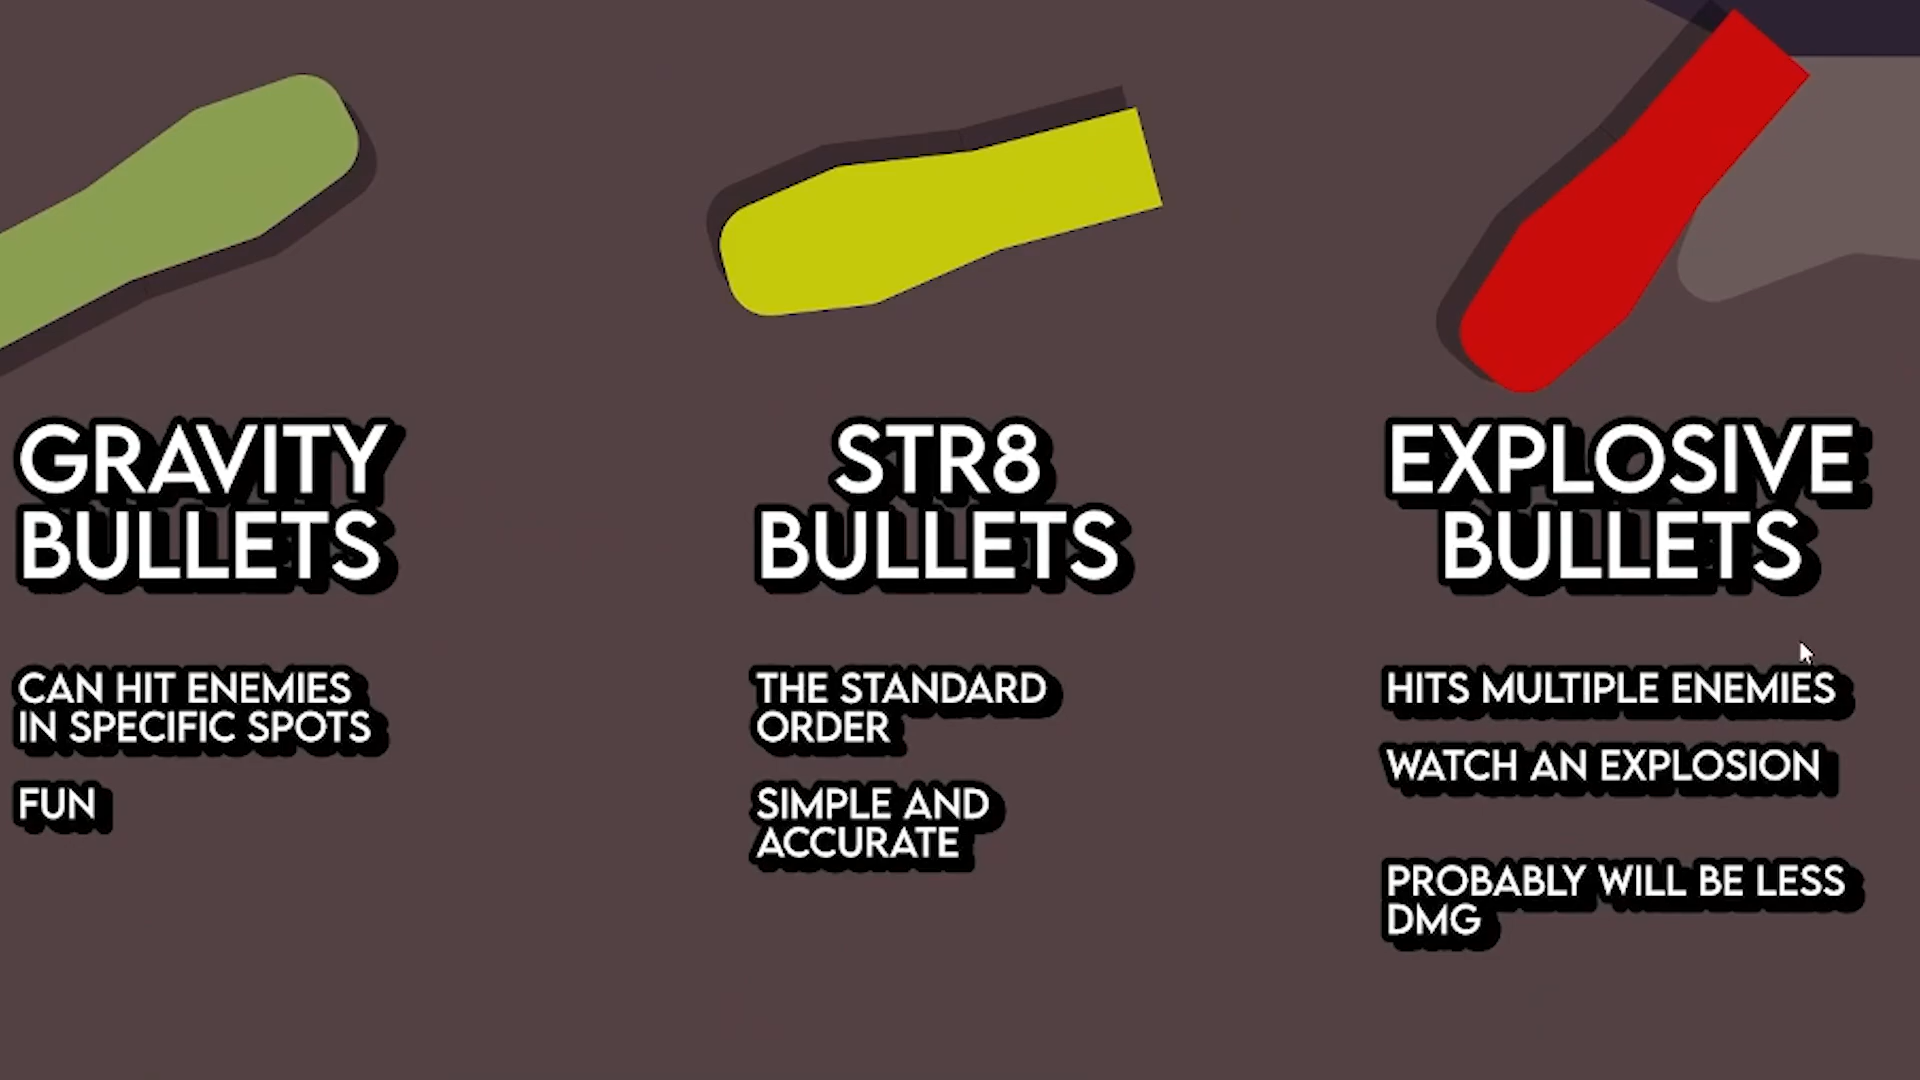 GRAVITY
BULLETS
CAN HIT ENEMIES
IN SPECIFIC SPOTS
FUN
STR8
BULLETS
THE STANDARD
ORDER
SIMPLE AND
ACCURATE
EXPLOSIVE
BULLETS
HITS MULTIPLE ENEMIES
WATCH AN EXPLOSION
PROBABLY WILL BE LESS
DMG